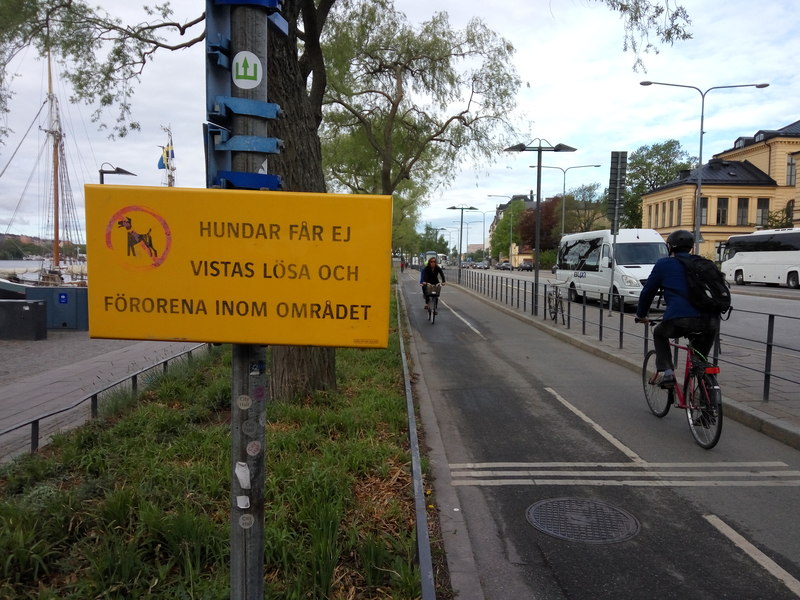 HUNDAR FÅR EJ
VISTAS LÖSA OCH
FÖRORENA INOM OMRÅDET